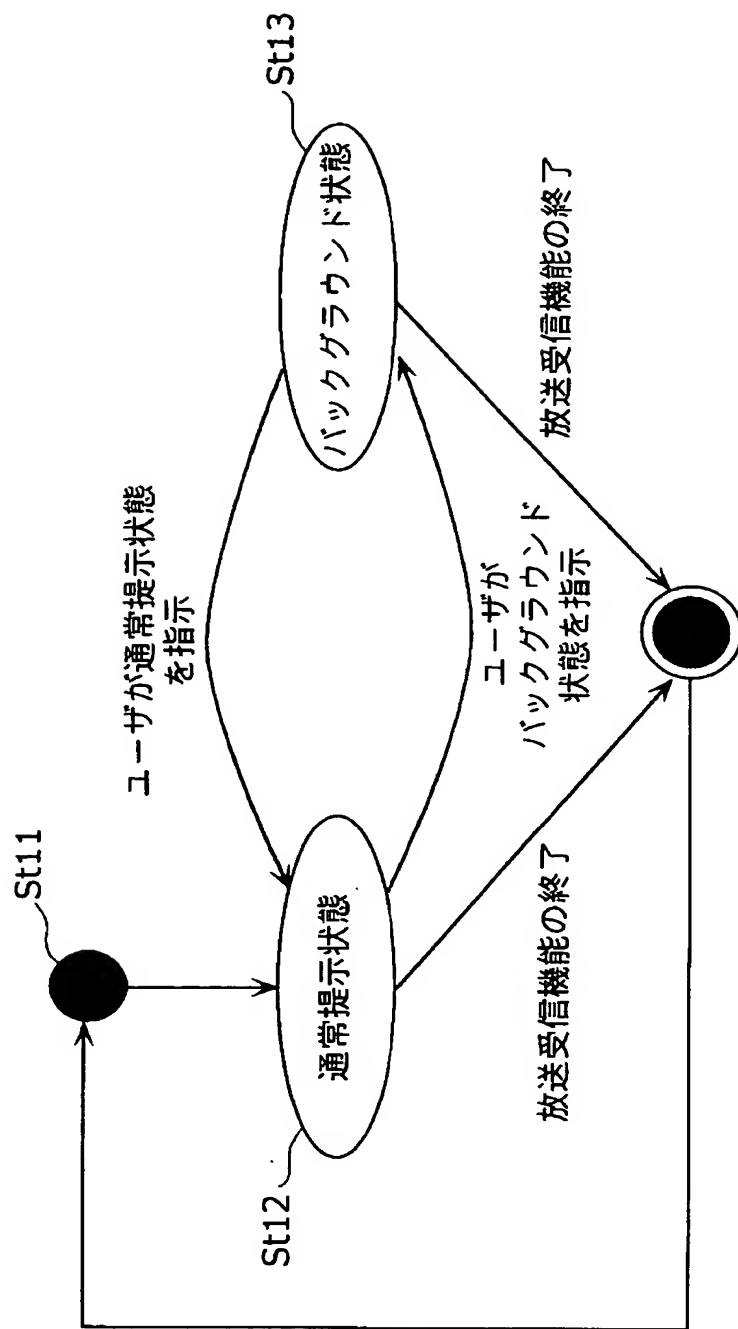 St11
St12
通常提示状態
ユーザが通常提示状態
を指示
St13
バックグラウンド状態
ユーザが
バックグラウンド
状態を指示
放送受信機能の終了
放送受信機能の終了